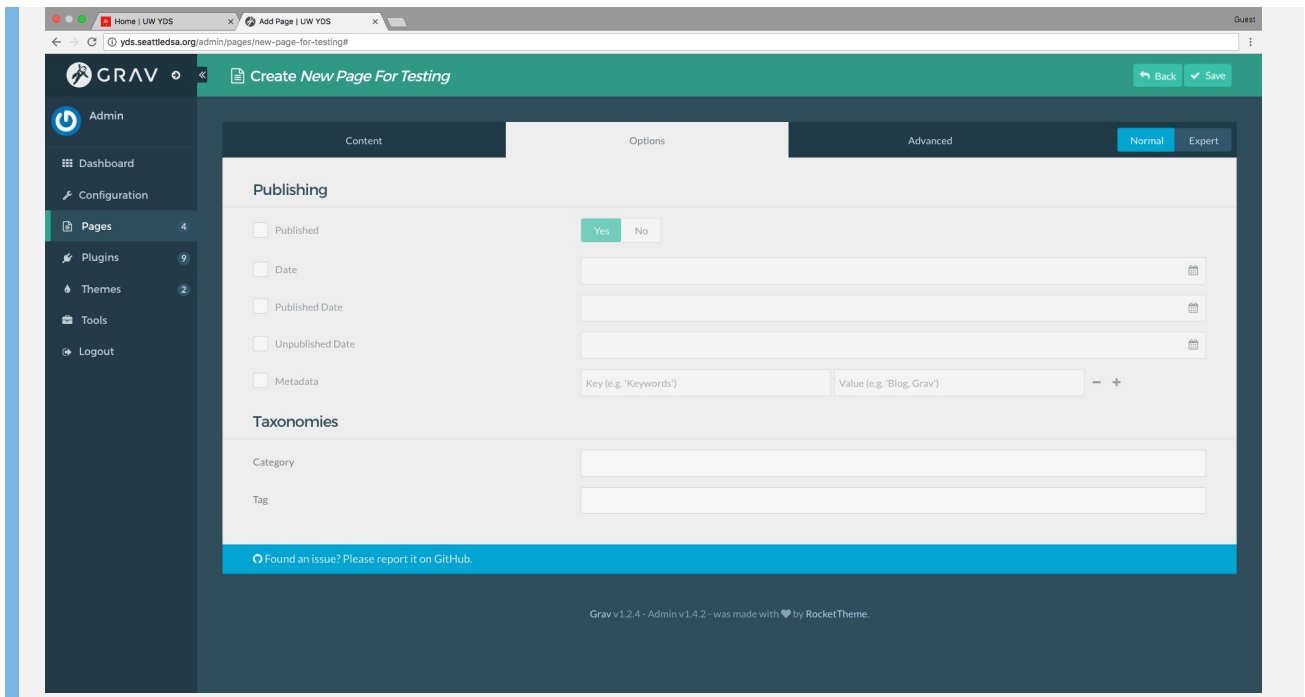 Home | UW YDS
Add Page | UW YDS
Guest
yds.seattledsa.org/admin/pages/new-page-for-testing#
GRAV
Create New Page For Testing
Back
Save
Admin
Content
Options
Advanced
Normal
Expert
Dashboard
Configuration
Pages 4
Plugins 9
Themes 2
Tools
Logout
Publishing
Published
Yes
No
Date
Published Date
Unpublished Date
Metadata
Key (e.g. 'Keywords')
Value (e.g. 'Blog, Grav')
Taxonomies
Category
Tag
Found an issue? Please report it on GitHub.
Grav v1.2.4 - Admin v1.4.2 - was made with by RocketTheme.